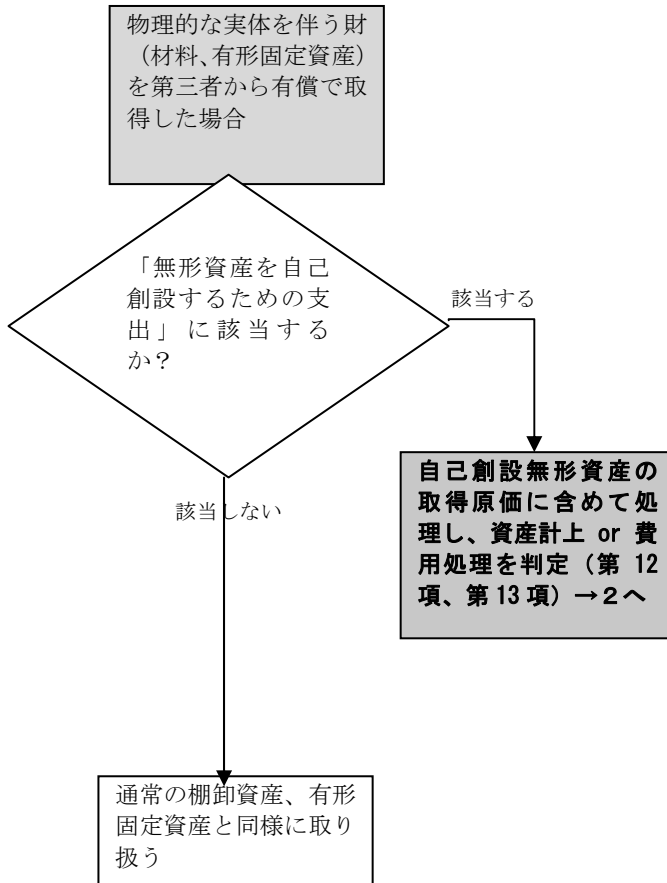 物理的な実体を伴う財
（材料、有形固定資産）
を第三者から有償で取
得した場合
「無形資産を自己
創設するための支
出」に該当する
か？
該当する
自己創設無形資産の
取得原価に含めて処
理し、資産計上 or 費
用処理を判定（第 12
項、第 13 項）→２へ
該当しない
通常の棚卸資産、有形
固定資産と同様に取り
扱う